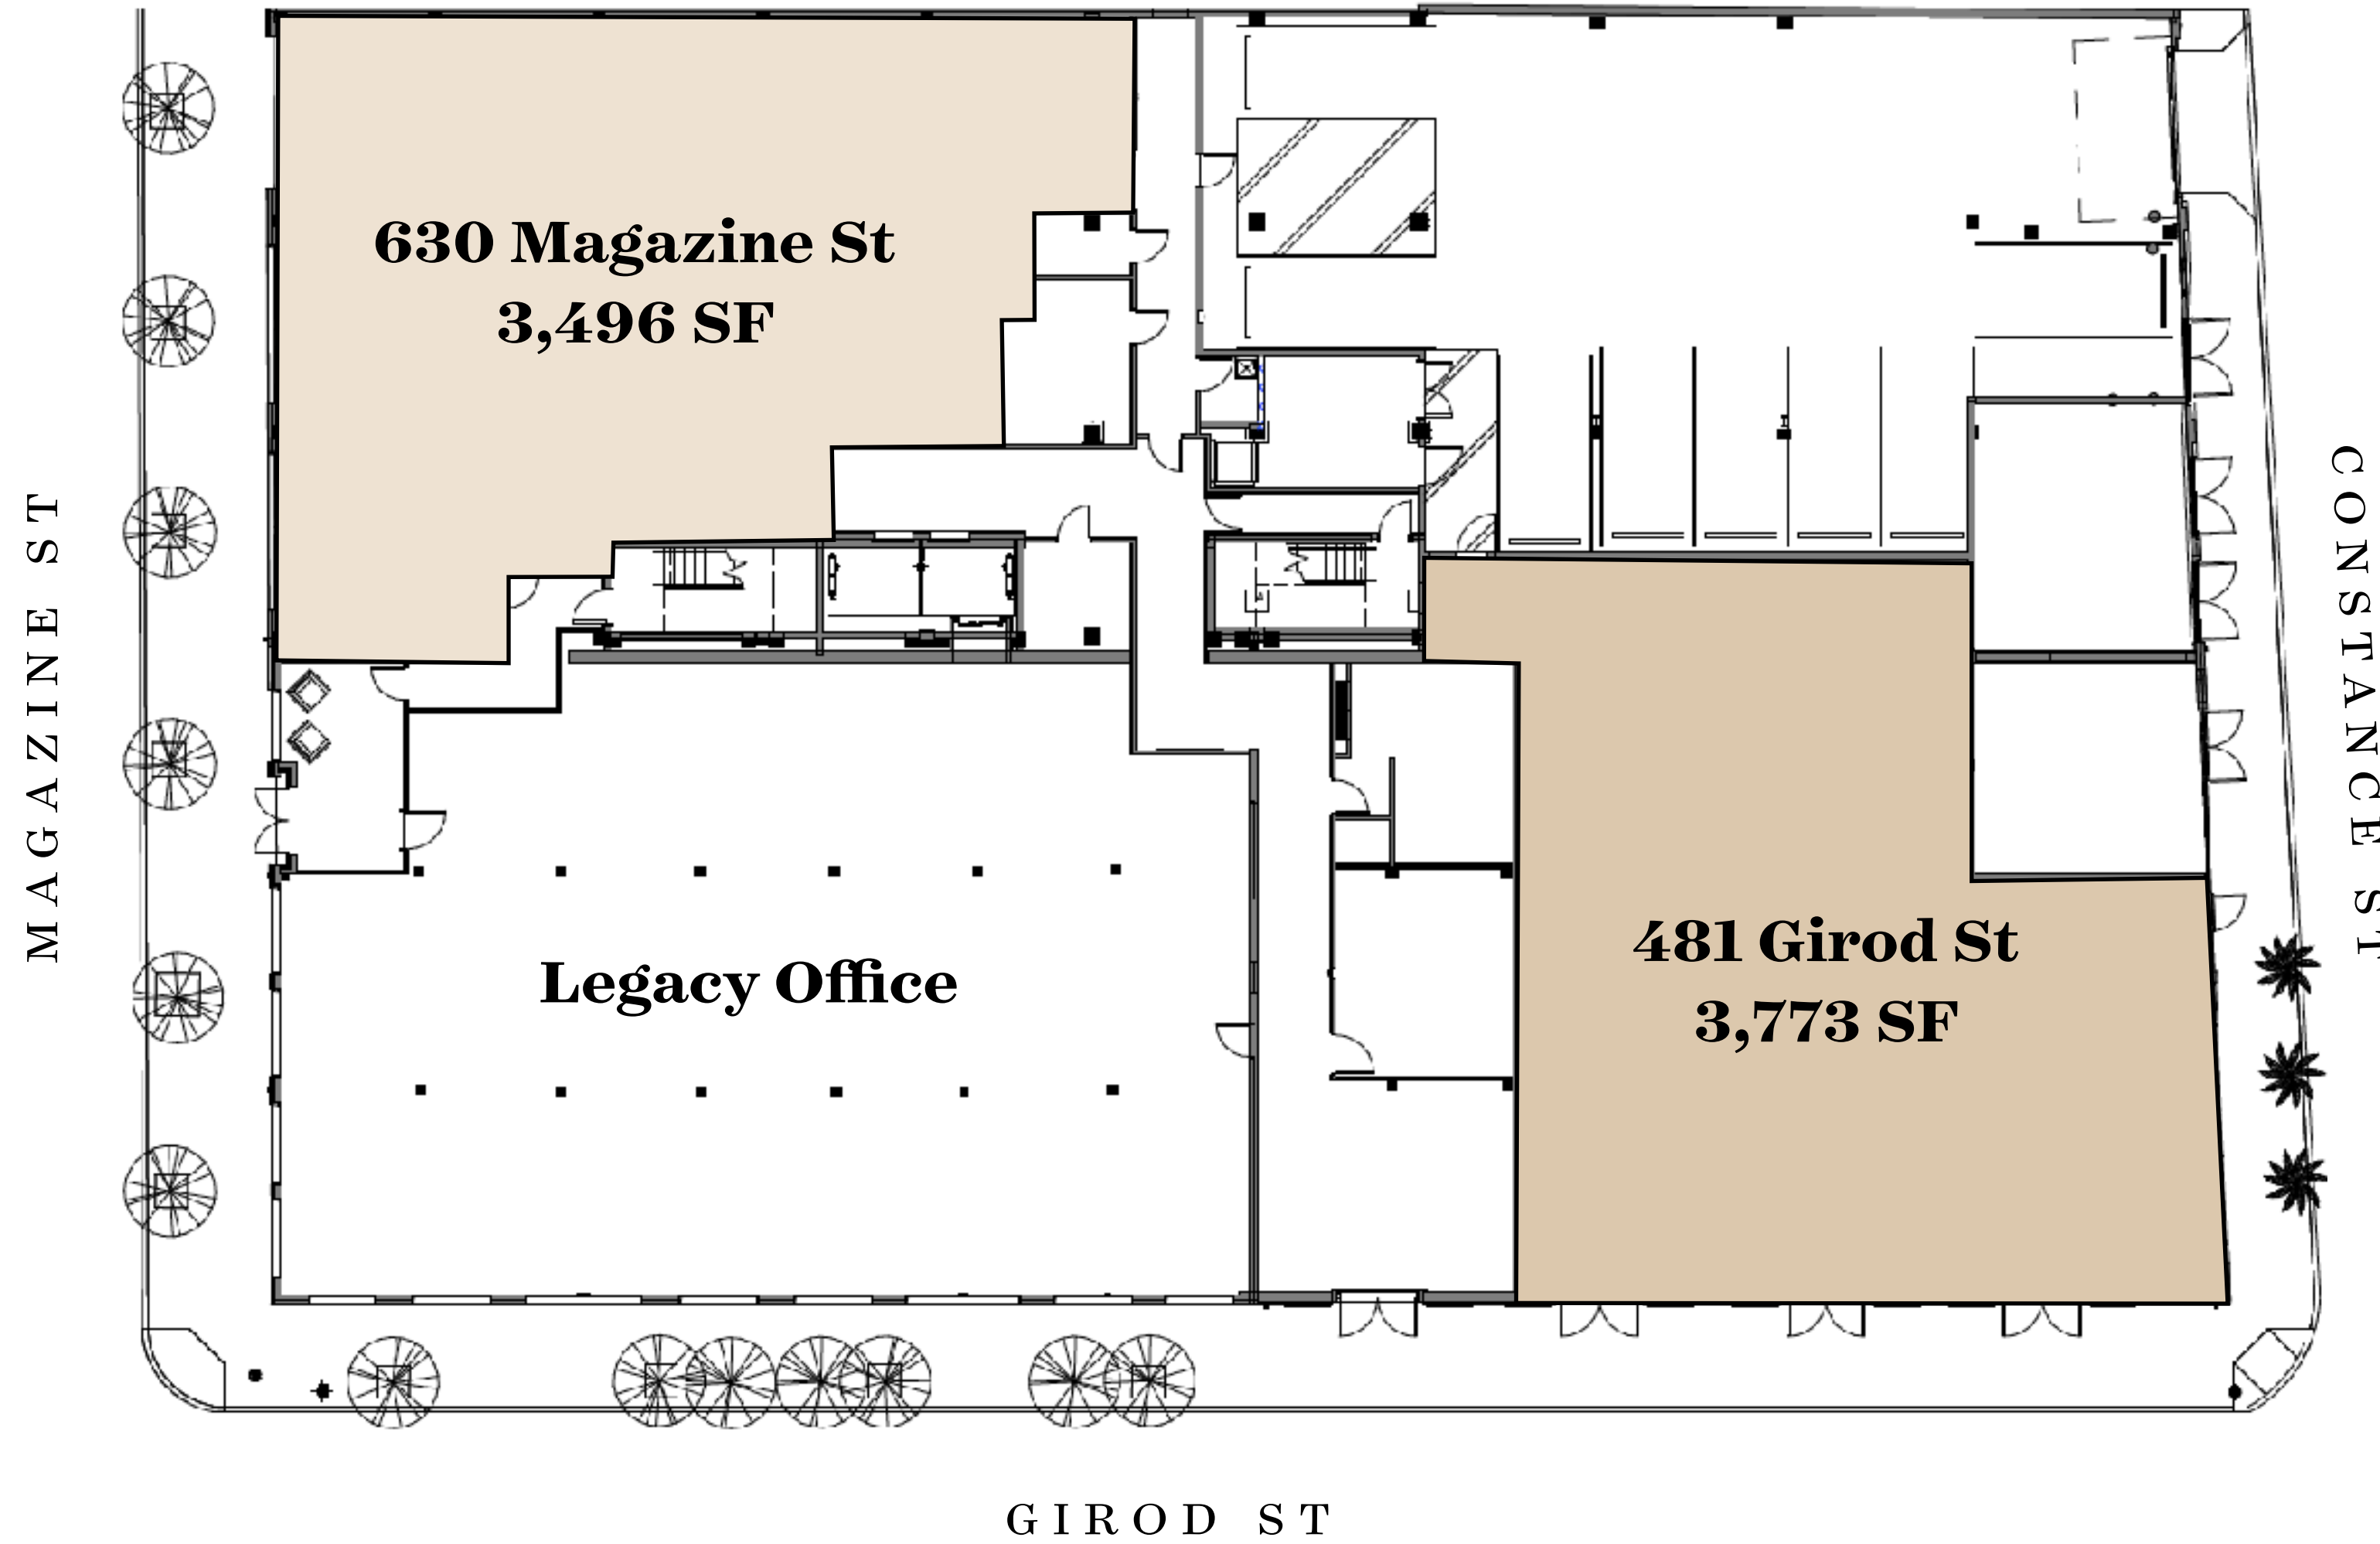 630 Magazine St
3,496 SF
MAGAZINE ST
CONSTANCE ST
Legacy Office
481 Girod St
3,773 SF
GIROD ST